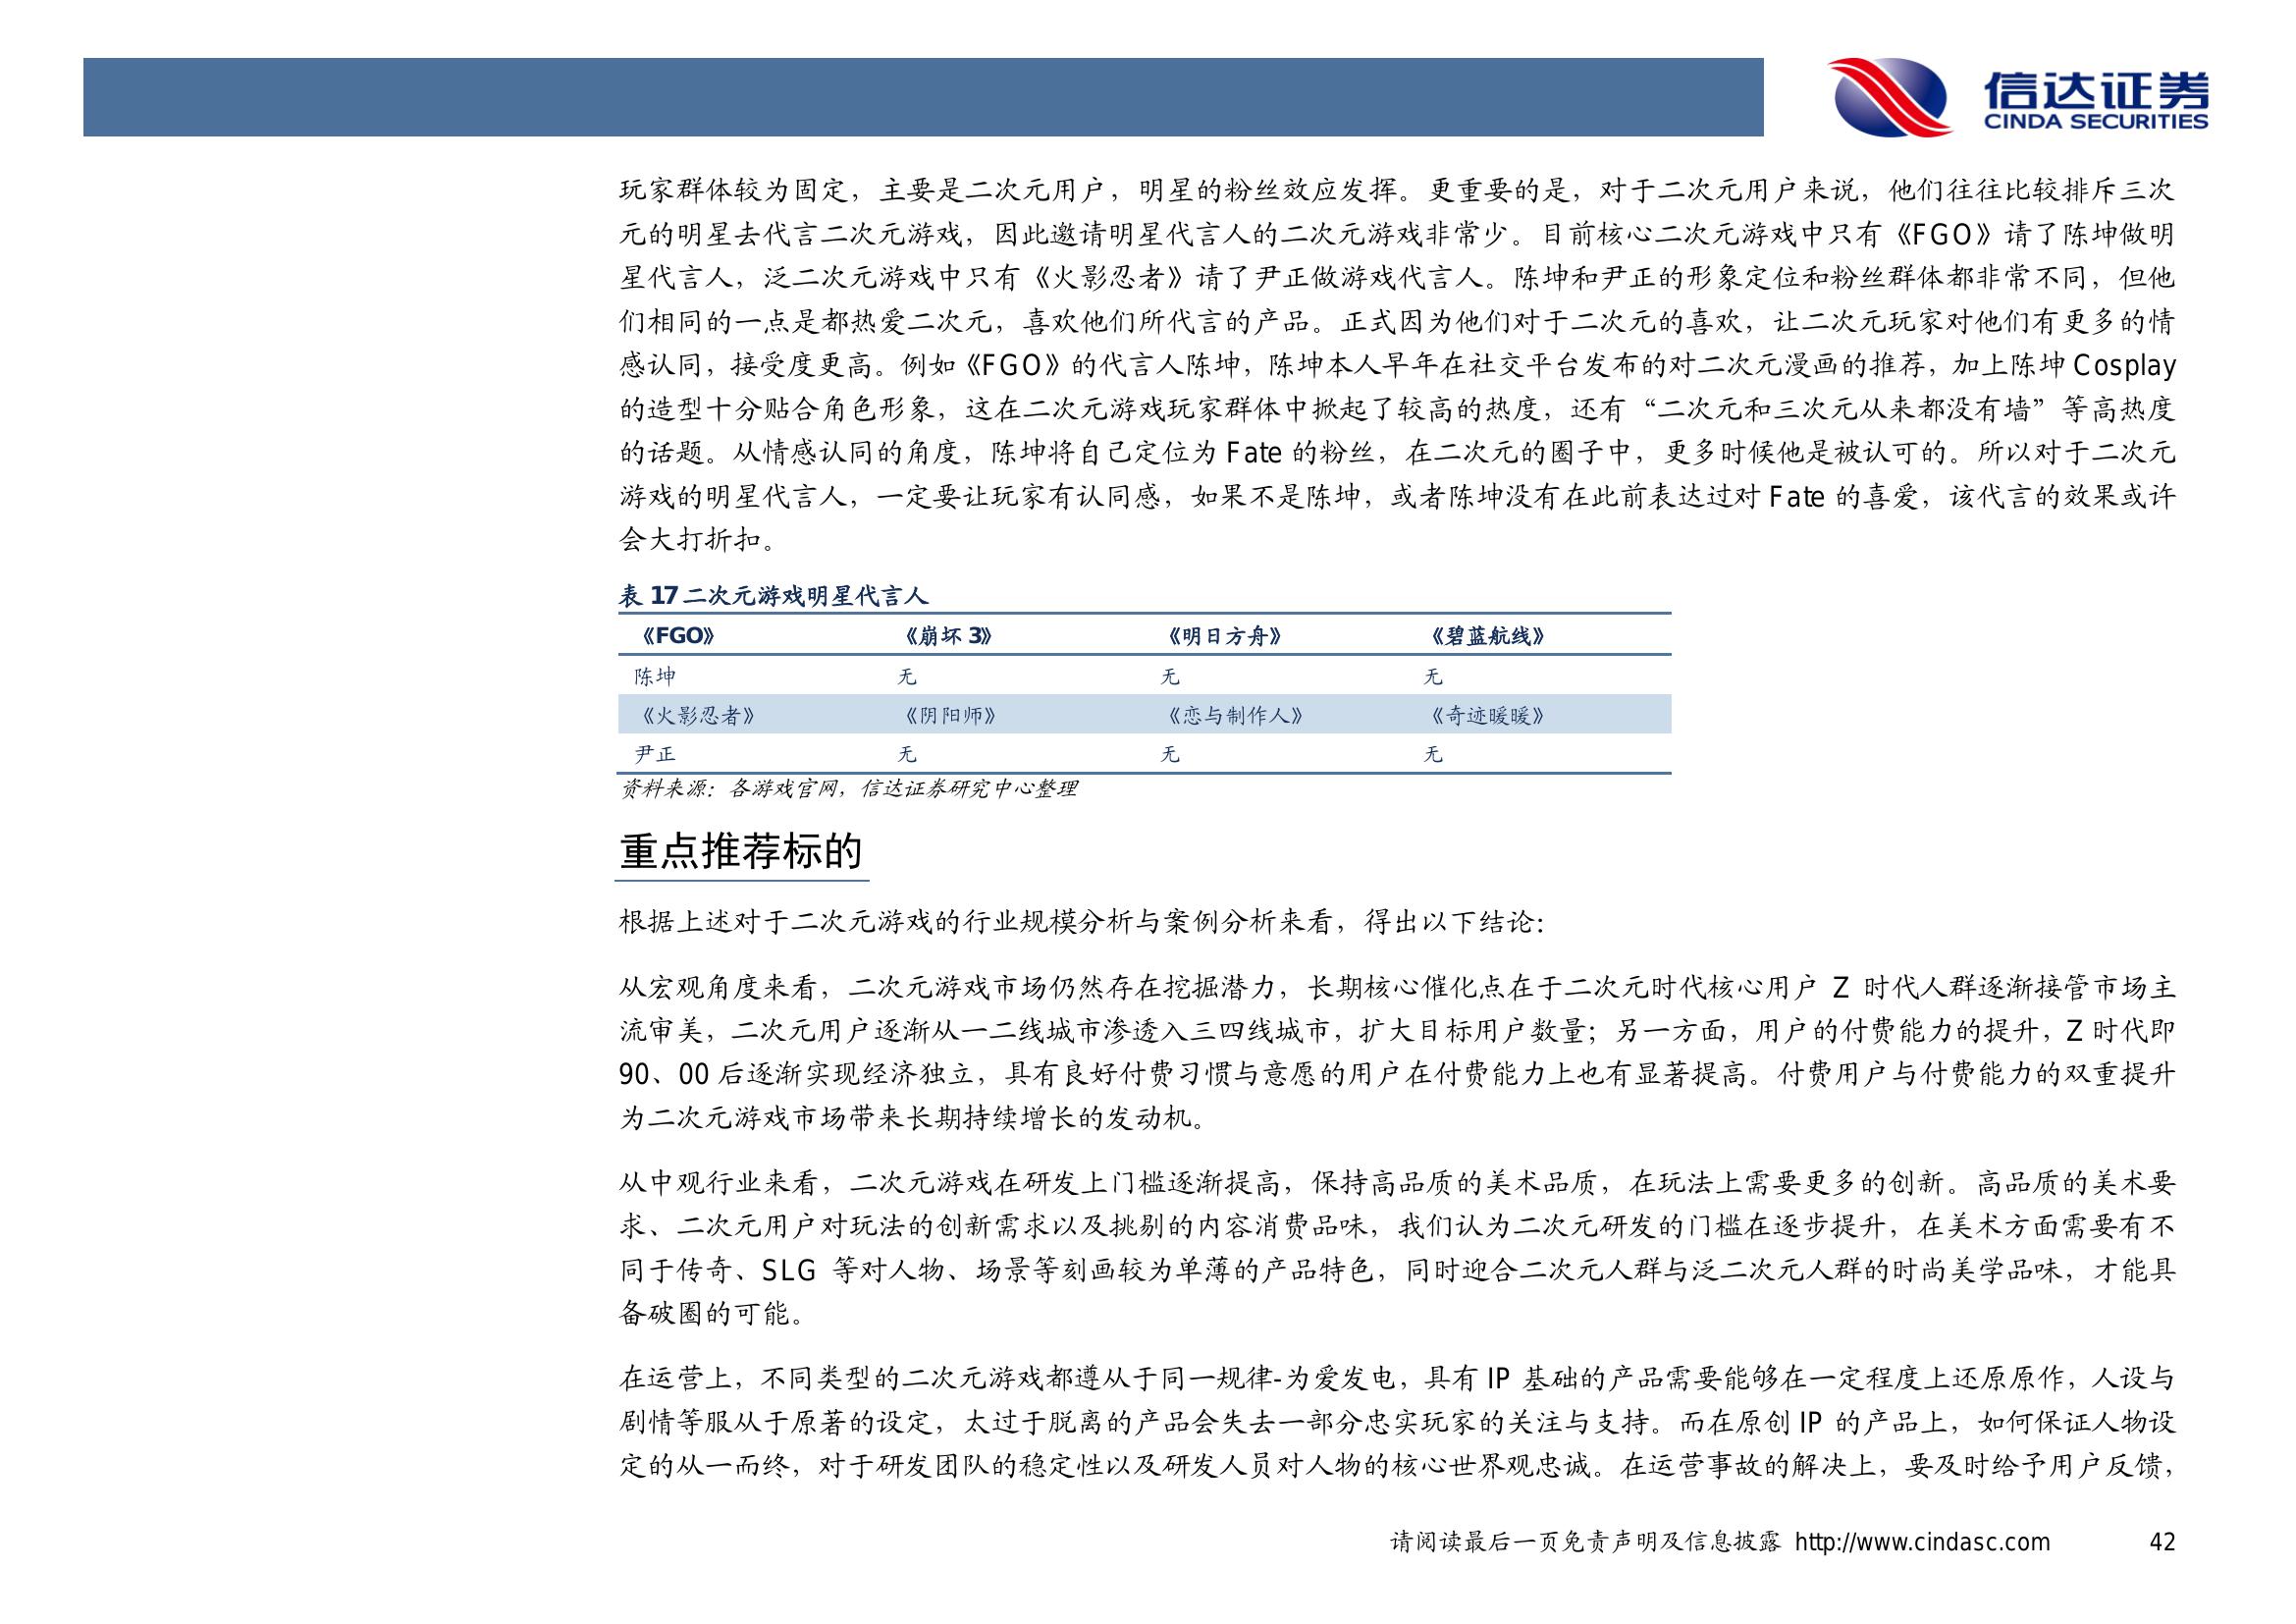 信达证券
CINDA SECURITIES
玩家群体较为固定，主要是二次元用户，明星的粉丝效应发挥。更重要的是，对于二次元用户来说，他们往往比较排斥三次
元的明星去代言二次元游戏，因此邀请明星代言人的二次元游戏非常少。目前核心二次元游戏中只有《FGO》请了陈坤做明
星代言人，泛二次元游戏中只有《火影忍者》请了尹正做游戏代言人。陈坤和尹正的形象定位和粉丝群体都非常不同，但他
们相同的一点是都热爱二次元，喜欢他们所代言的产品。正式因为他们对于二次元的喜欢，让二次元玩家对他们有更多的情
感认同，接受度更高。例如《FGO》的代言人陈坤，陈坤本人早年在社交平台发布的对二次元漫画的推荐，加上陈坤 Cosplay
的造型十分贴合角色形象，这在二次元游戏玩家群体中掀起了较高的热度，还有“二次元和三次元从来都没有墙”等高热度
的话题。从情感认同的角度，陈坤将自己定位为 Fate 的粉丝，在二次元的圈子中，更多时候他是被认可的。所以对于二次元
游戏的明星代言人，一定要让玩家有认同感，如果不是陈坤，或者陈坤没有在此前表达过对 Fate 的喜爱，该代言的效果或许
会大打折扣。
表 17 二次元游戏明星代言人
《FGO》 《崩坏 3》 《明日方舟》 《碧蓝航线》
陈坤 无 无 无
《火影忍者》 《阴阳师》 《恋与制作人》 《奇迹暖暖》
尹正 无 无 无
资料来源：各游戏官网，信达证券研究中心整理
重点推荐标的
根据上述对于二次元游戏的行业规模分析与案例分析来看，得出以下结论：
从宏观角度来看，二次元游戏市场仍然存在挖掘潜力，长期核心催化点在于二次元时代核心用户 Z 时代人群逐渐接管市场主
流审美，二次元用户逐渐从一二线城市渗透入三四线城市，扩大目标用户数量；另一方面，用户的付费能力的提升，Z 时代即
90、00 后逐渐实现经济独立，具有良好付费习惯与意愿的用户在付费能力上也有显著提高。付费用户与付费能力的双重提升
为二次元游戏市场带来长期持续增长的发动机。
从中观行业来看，二次元游戏在研发上门槛逐渐提高，保持高品质的美术品质，在玩法上需要更多的创新。高品质的美术要
求、二次元用户对玩法的创新需求以及挑剔的内容消费品味，我们认为二次元研发的门槛在逐步提升，在美术方面需要有不
同于传奇、SLG 等对人物、场景等刻画较为单薄的产品特色，同时迎合二次元人群与泛二次元人群的时尚美学品味，才能具
备破圈的可能。
在运营上，不同类型的二次元游戏都遵从于同一规律-为爱发电，具有 IP 基础的产品需要能够在一定程度上还原原作，人设与
剧情等服从于原著的设定，太过于脱离的产品会失去一部分忠实玩家的关注与支持。而在原创 IP 的产品上，如何保证人物设
定的从一而终，对于研发团队的稳定性以及研发人员对人物的核心世界观忠诚。在运营事故的解决上，要及时给予用户反馈，
请阅读最后一页免责声明及信息披露 http://www.cindasc.com 42